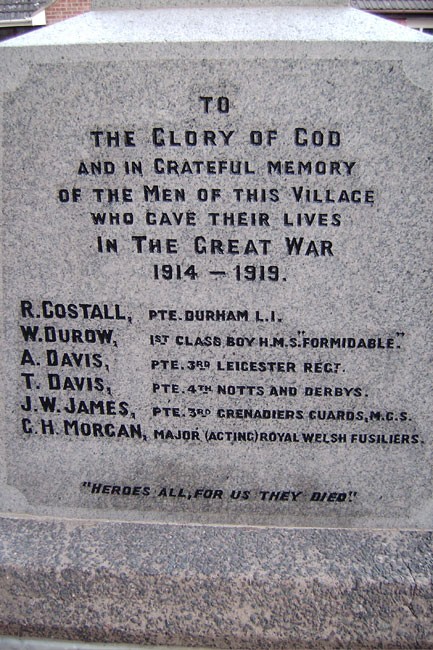 TO
THE GLORY OF GOD
AND IN GRATEFUL MEMORY
OF THE MEN OF THIS VILLAGE
WHO GAVE THEIR LIVES
IN THE GREAT WAR
1914 – 1919.
R. COSTALL, PTE. DURHAM L.I.
W. DUROW, 1ST CLASS BOY H.M.S. "FORMIDABLE."
A. DAVIS, PTE. 3RD LEICESTER REGT.
T. DAVIS, PTE. 4TH NOTTS AND DERBYS.
J.W. JAMES, PTE. 3RD GRENADIERS GUARDS, M.G.S.
G.H. MORGAN, MAJOR (ACTING) ROYAL WELSH FUSILIERS.
"HEROES ALL, FOR US THEY DIED"